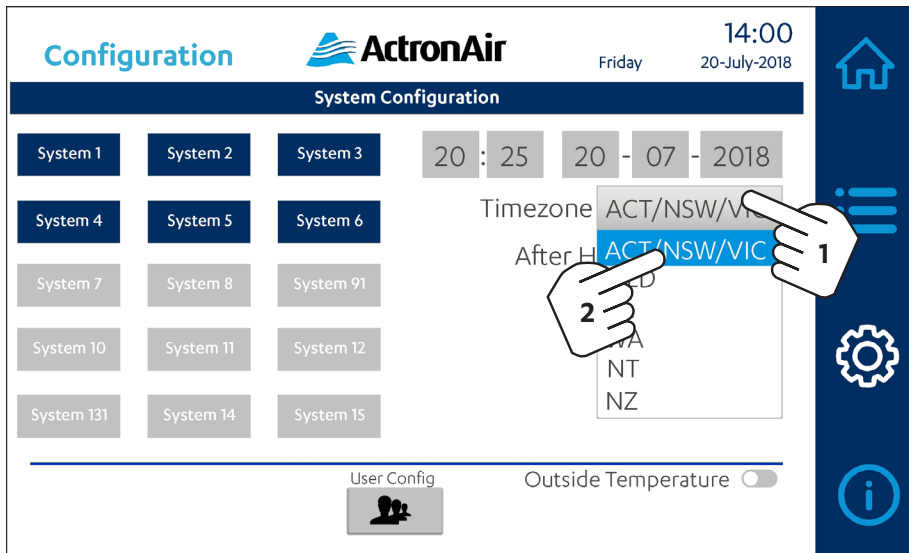 Configuration
ActronAir
14:00
Friday 20-July-2018
System Configuration
System 1 System 2 System 3 20 : 25 20 - 07 - 2018
Timezone ACT/NSW/VIC
System 4 System 5 System 6
After H ACT/NSW/VIC
1
System 7 System 8 System 91
2
System 10 System 11 System 12
NT
NZ
System 131 System 14 System 15
User Config Outside Temperature
i